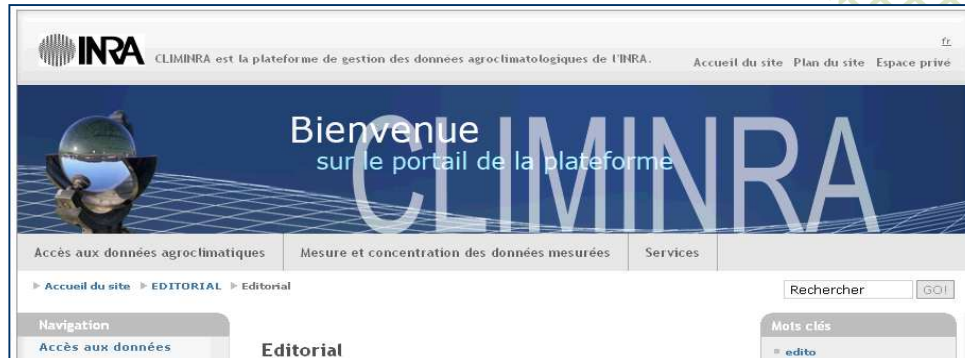 INRA CLIMINRA est la plateforme de gestion des données agroclimatologiques de l'INRA.
fr
Accueil du site Plan du site Espace privé
Bienvenue
sur le portail de la plateforme
CLIMINRA
Accès aux données agroclimatiques Mesure et concentration des données mesurées Services
Accueil du site EDITORIAL Editorial
Rechercher GO!
Navigation
Accès aux données
Editorial
Mots clés
edito